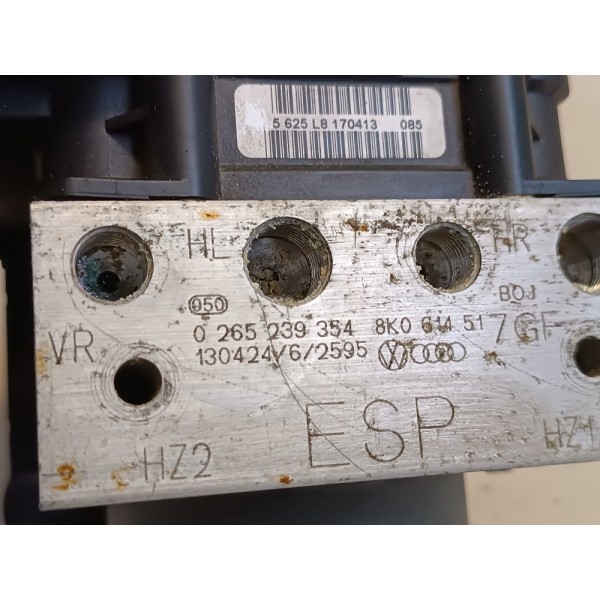 5 625 L8 170413 085
HL HR
050 BOJ
0 265 239 354 8K0 614 517GF
VR 130424V6/2595
ESP
HZ2 HZ1